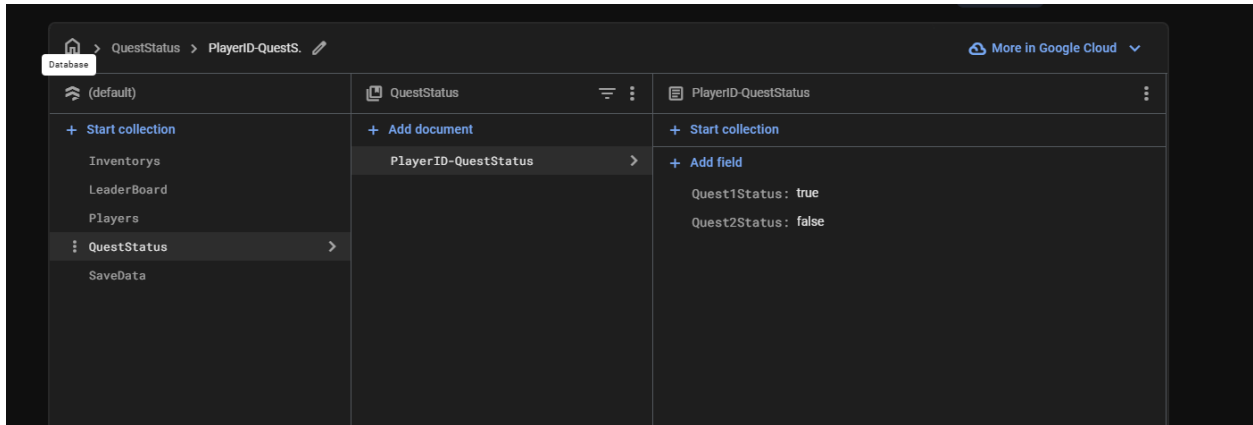 QuestStatus > PlayerID-QuestS.
More in Google Cloud
Database
(default)
QuestStatus
PlayerID-QuestStatus
+ Start collection
+ Add document
+ Start collection
Inventorys
PlayerID-QuestStatus
+ Add field
LeaderBoard
Quest1Status: true
Players
Quest2Status: false
QuestStatus
SaveData